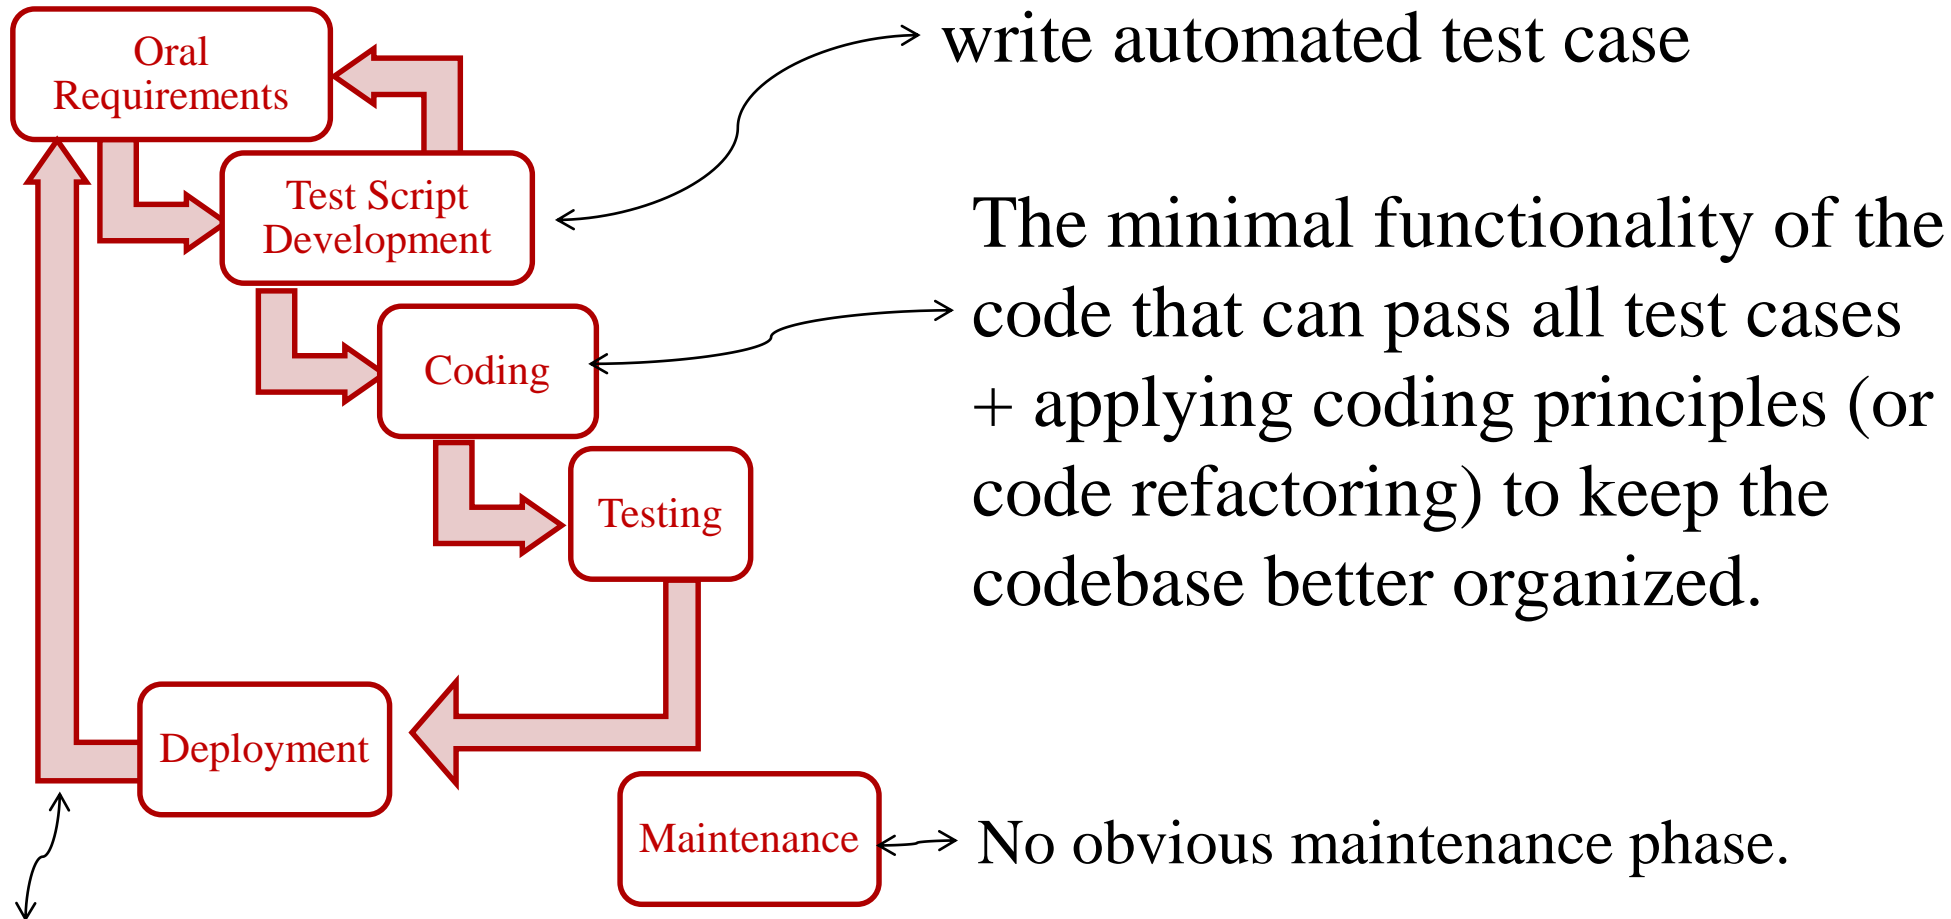 Oral
Requirements
write automated test case
Test Script
Development
The minimal functionality of the
code that can pass all test cases
+ applying coding principles (or
code refactoring) to keep the
codebase better organized.
Coding
Testing
Deployment
Maintenance
No obvious maintenance phase.